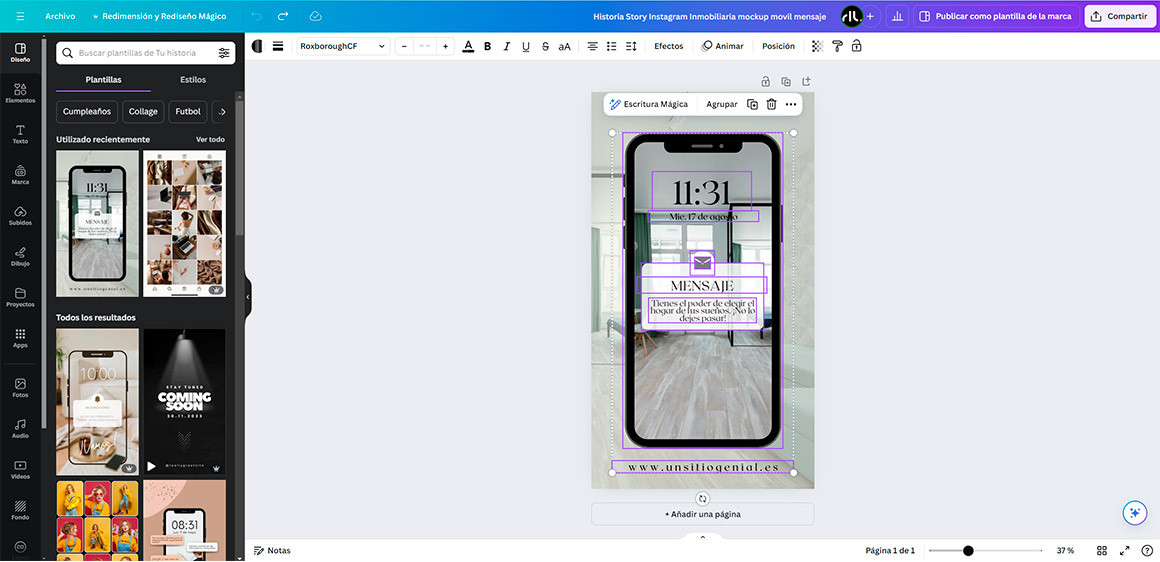 Archivo
Redimensión y Rediseño Mágico
Historia Story Instagram Inmobiliaria mockup movil mensaje
Publicar como plantilla de la marca
Compartir
Diseño
Elementos
Texto
Marca
Subidos
Dibujo
Proyectos
Apps
Fotos
Audio
Vídeos
Fondo
Buscar plantillas de Tu historia
Plantillas
Estilos
Cumpleaños
Collage
Futbol
Utilizado recientemente
Ver todo
11:31
MENSAJE
www.unsitiogenial.es
Todos los resultados
10:00
STAY TUNED
COMING
SOON
26.11.2023
@reallygreatsite
08:31
RoxboroughCF
A
B
I
U
S
aA
Efectos
Animar
Posición
Escritura Mágica
Agrupar
11:31
Mie. 17 de agosto
MENSAJE
Tienes el poder de elegir el
hogar de tus sueños. ¡No lo
dejes pasar!
www.unsitiogenial.es
+ Añadir una página
Notas
Página 1 de 1
37 %